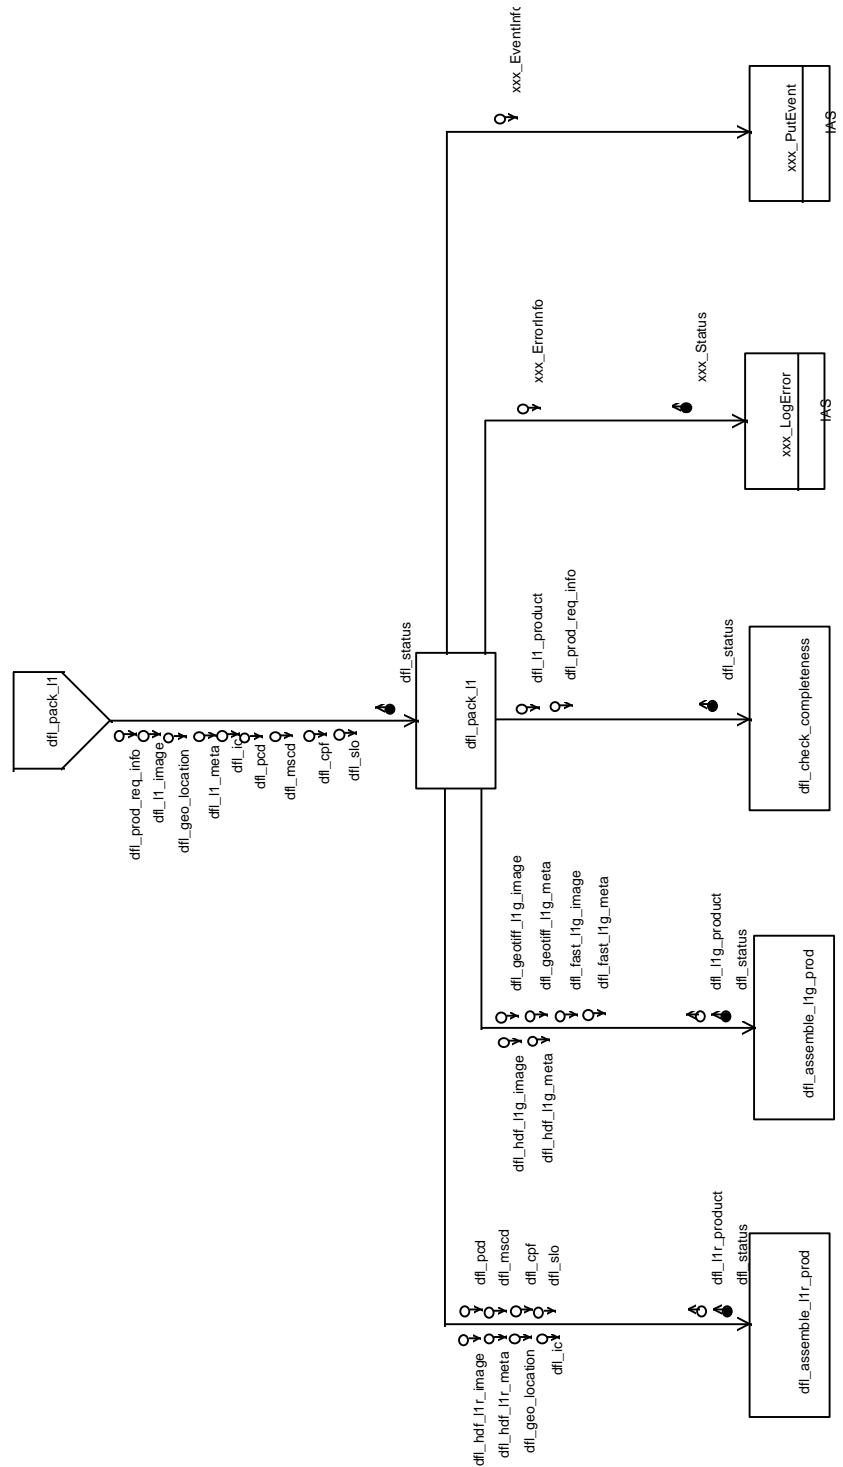 dfl_pack_l1
dfl_prod_req_info
dfl_l1_image
dfl_geo_location
dfl_l1_meta
dfl_ic
dfl_pcd
dfl_mscd
dfl_cpf
dfl_slo
dfl_status
dfl_pack_l1
dfl_hdf_l1r_image
dfl_hdf_l1r_meta
dfl_geo_location
dfl_ic
dfl_pcd
dfl_mscd
dfl_cpf
dfl_slo
dfl_l1r_product
dfl_status
dfl_assemble_l1r_prod
dfl_hdf_l1g_image
dfl_hdf_l1g_meta
dfl_geotiff_l1g_image
dfl_geotiff_l1g_meta
dfl_fast_l1g_image
dfl_fast_l1g_meta
dfl_l1g_product
dfl_status
dfl_assemble_l1g_prod
dfl_l1_product
dfl_prod_req_info
dfl_status
dfl_check_completeness
xxx_ErrorInfo
xxx_Status
xxx_LogError
IAS
xxx_EventInfo
xxx_PutEvent
IAS